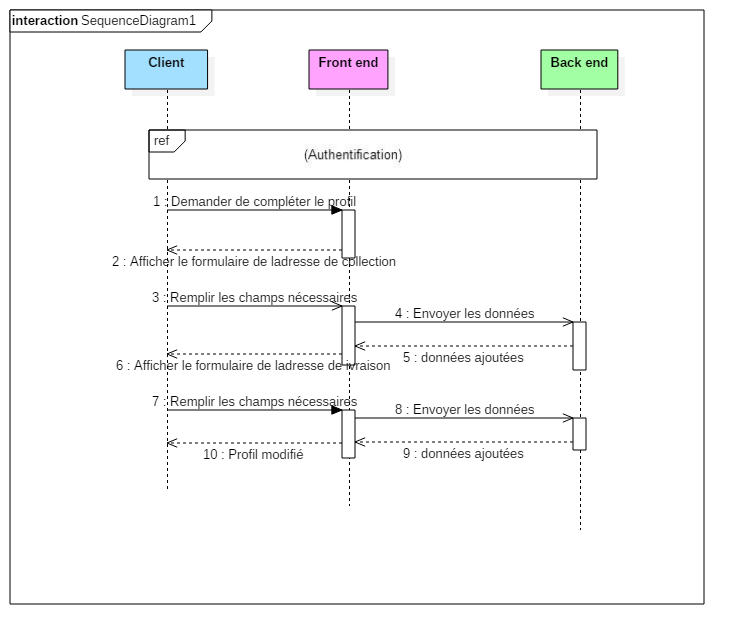 interaction SequenceDiagram1
Client
Front end
Back end
ref
(Authentification)
1 : Demander de compléter le profil
2 : Afficher le formulaire de ladresse de collection
3 : Remplir les champs nécessaires
4 : Envoyer les données
5 : données ajoutées
6 : Afficher le formulaire de ladresse de livraison
7 : Remplir les champs nécessaires
8 : Envoyer les données
9 : données ajoutées
10 : Profil modifié